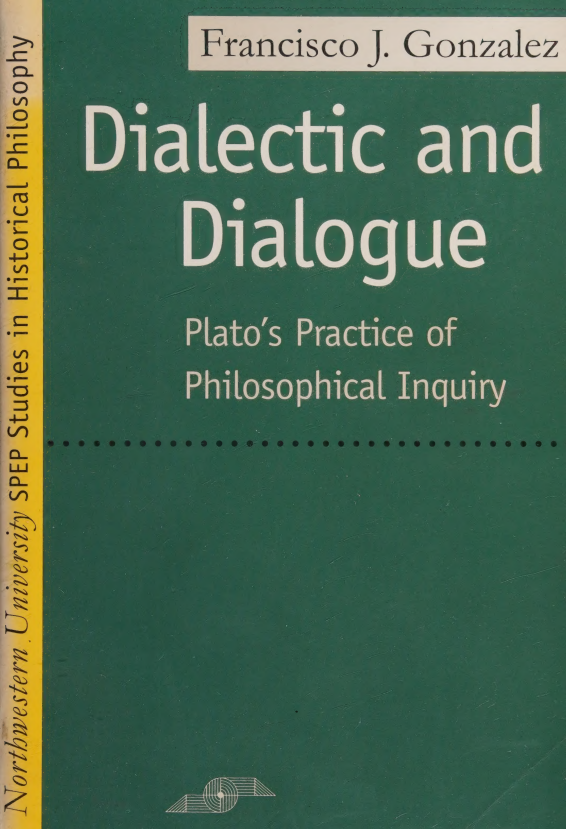 Francisco J. Gonzalez
Dialectic and
Dialogue
Plato's Practice of
Philosophical Inquiry
Northwestern University SPEP Studies in Historical Philosophy